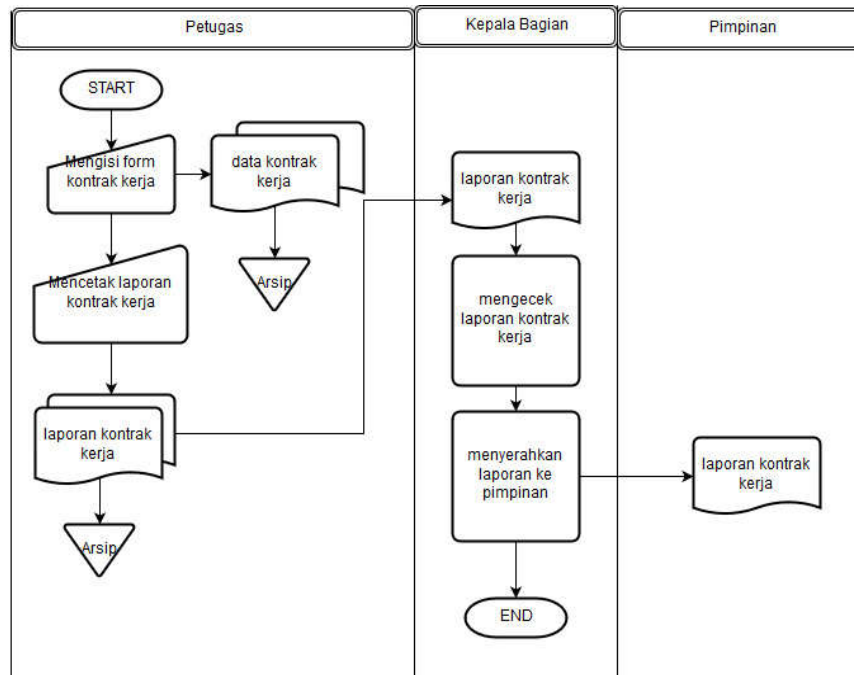 Petugas
Kepala Bagian
Pimpinan
START
Mengisi form
kontrak kerja
data kontrak
kerja
Arsip
Mencetak laporan
kontrak kerja
laporan kontrak
kerja
Arsip
laporan kontrak
kerja
mengecek
laporan kontrak
kerja
menyerahkan
laporan ke
pimpinan
END
laporan kontrak
kerja